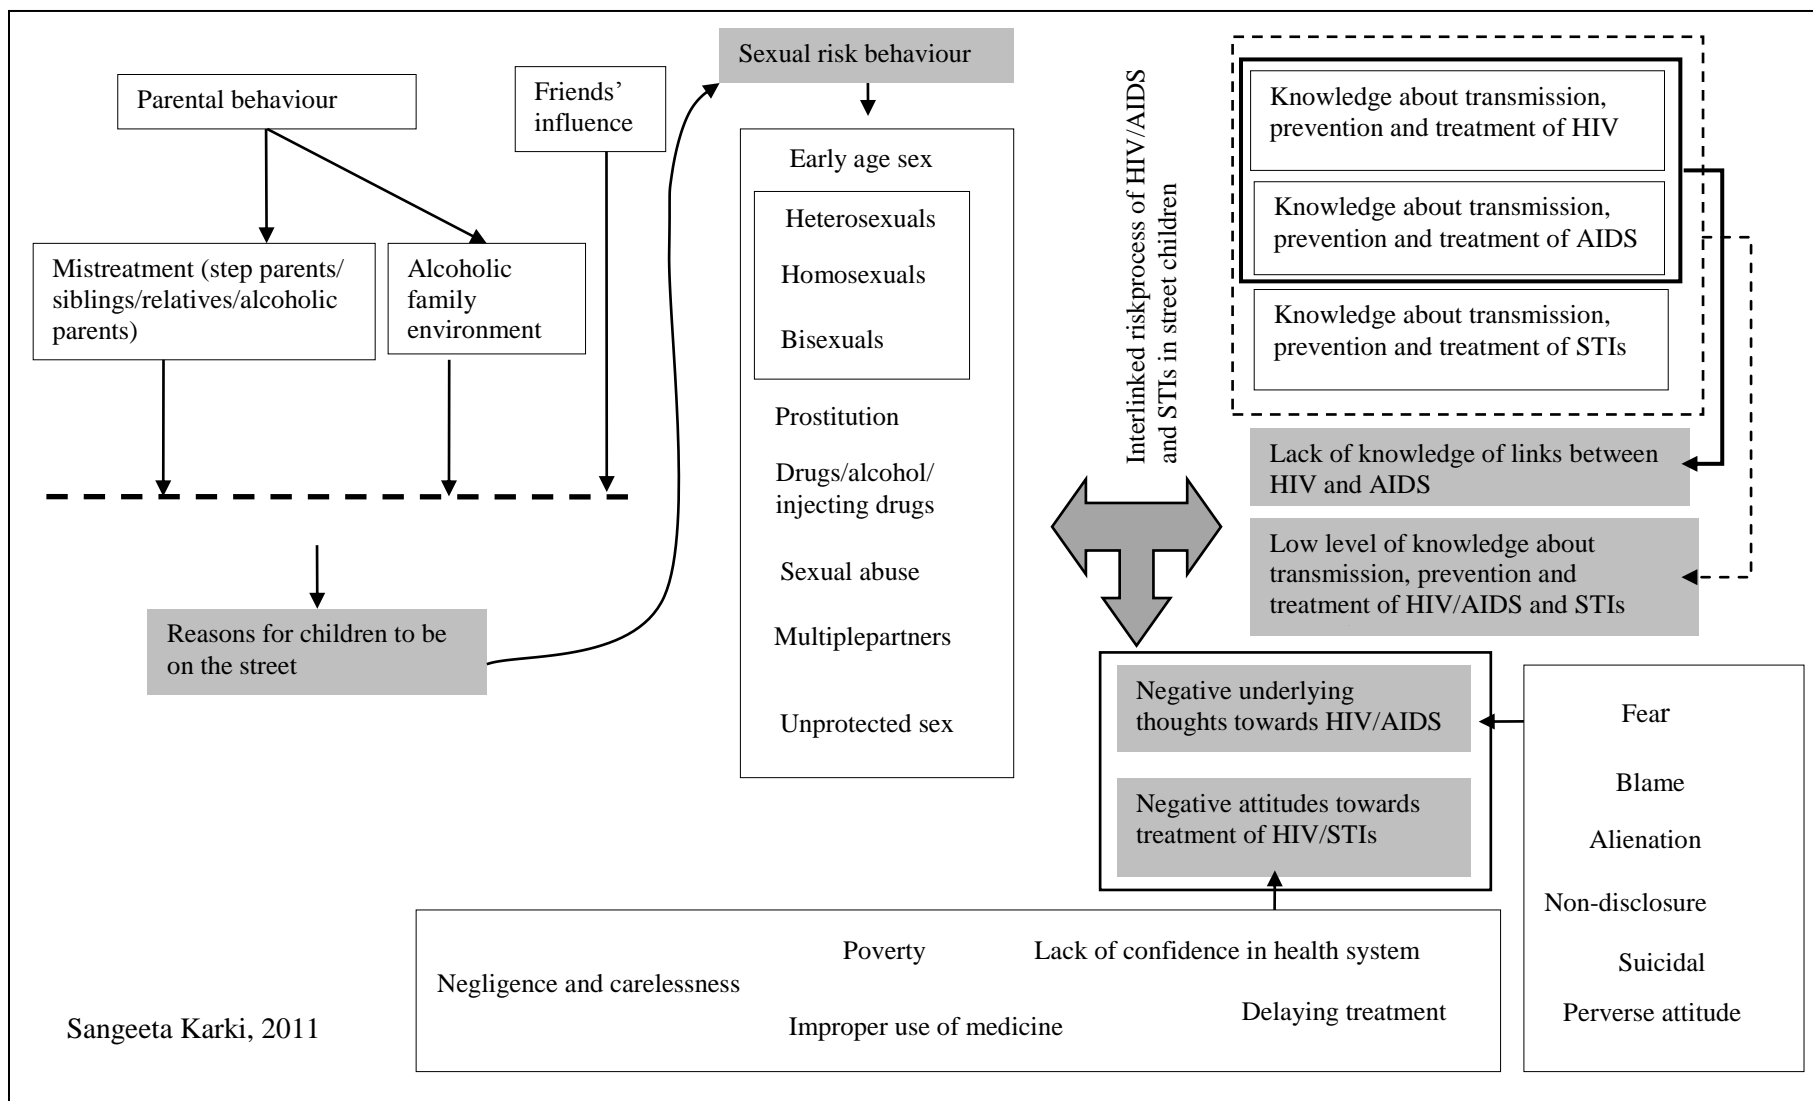 Parental behaviour
Friends’
influence
Mistreatment (step parents/
siblings/relatives/alcoholic
parents)
Alcoholic
family
environment
Reasons for children to be
on the street
Sexual risk behaviour
Early age sex
Heterosexuals
Homosexuals
Bisexuals
Prostitution
Drugs/alcohol/
injecting drugs
Sexual abuse
Multiplepartners
Unprotected sex
Interlinked riskprocess of HIV/AIDS
and STIs in street children
Knowledge about transmission,
prevention and treatment of HIV
Knowledge about transmission,
prevention and treatment of AIDS
Knowledge about transmission,
prevention and treatment of STIs
Lack of knowledge of links between
HIV and AIDS
Low level of knowledge about
transmission, prevention and
treatment of HIV/AIDS and STIs
Negative underlying
thoughts towards HIV/AIDS
Negative attitudes towards
treatment of HIV/STIs
Fear
Blame
Alienation
Non-disclosure
Suicidal
Perverse attitude
Poverty
Lack of confidence in health system
Negligence and carelessness
Improper use of medicine
Delaying treatment
Sangeeta Karki, 2011